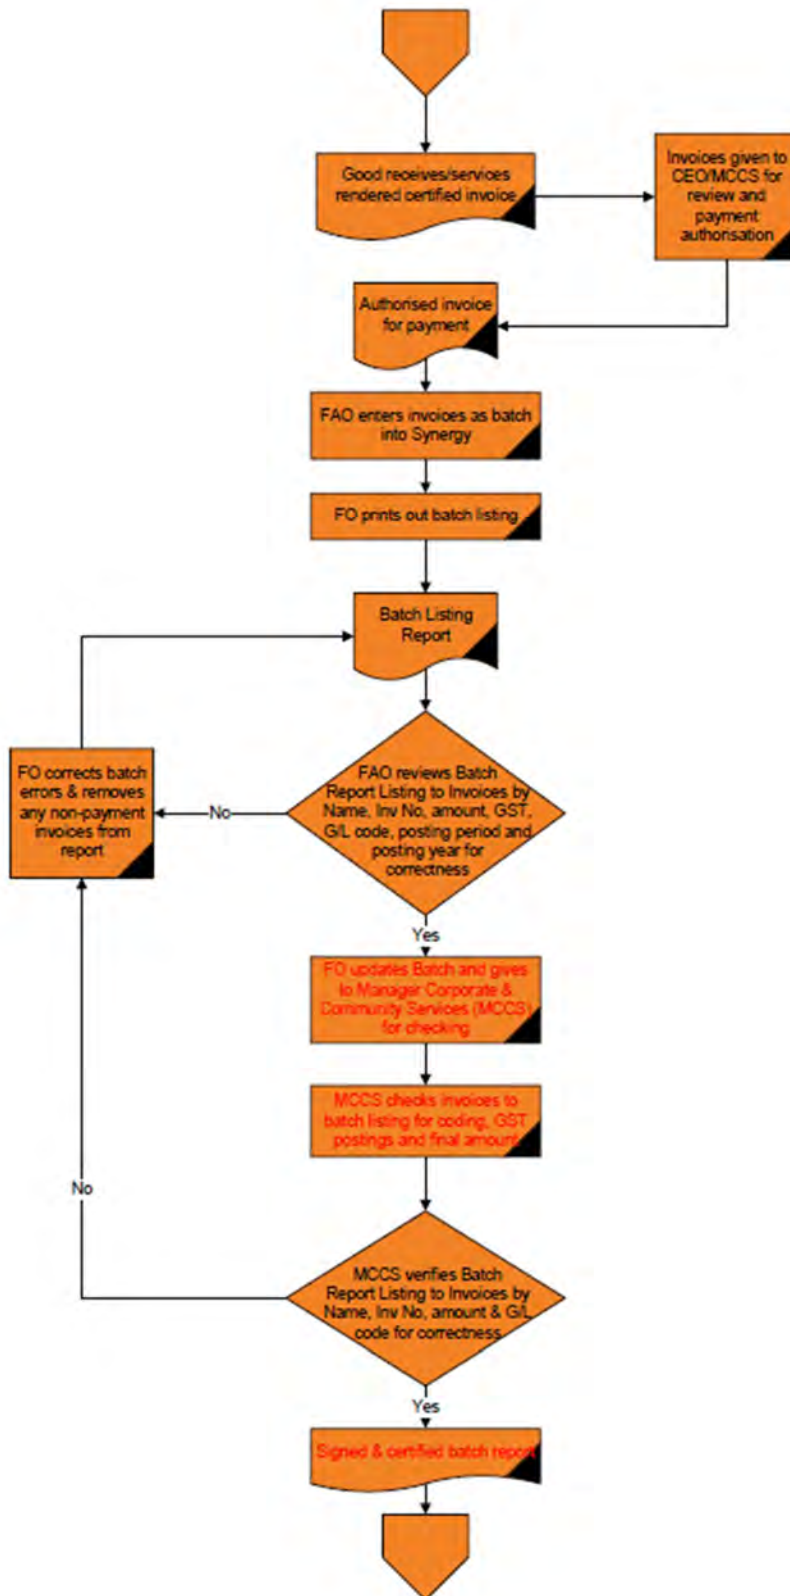 Good receives/services
rendered certified invoice
Invoices given to
CEO/MCCS for
review and
payment
authorisation
Authorised invoice
for payment
FAO enters invoices as batch
into Synergy
FO prints out batch listing
Batch Listing
Report
FO corrects batch
errors & removes
any non-payment
invoices from
report
No
FAO reviews Batch
Report Listing to Invoices by
Name, Inv No, amount, GST,
G/L code, posting period and
posting year for
correctness
Yes
FO updates Batch and gives
to Manager Corporate &
Community Services (MCCS)
for checking
MCCS checks invoices to
batch listing for coding, GST
postings and final amount
No
MCCS verifies Batch
Report Listing to Invoices by
Name, Inv No, amount & G/L
code for correctness
Yes
Signed & certified batch report